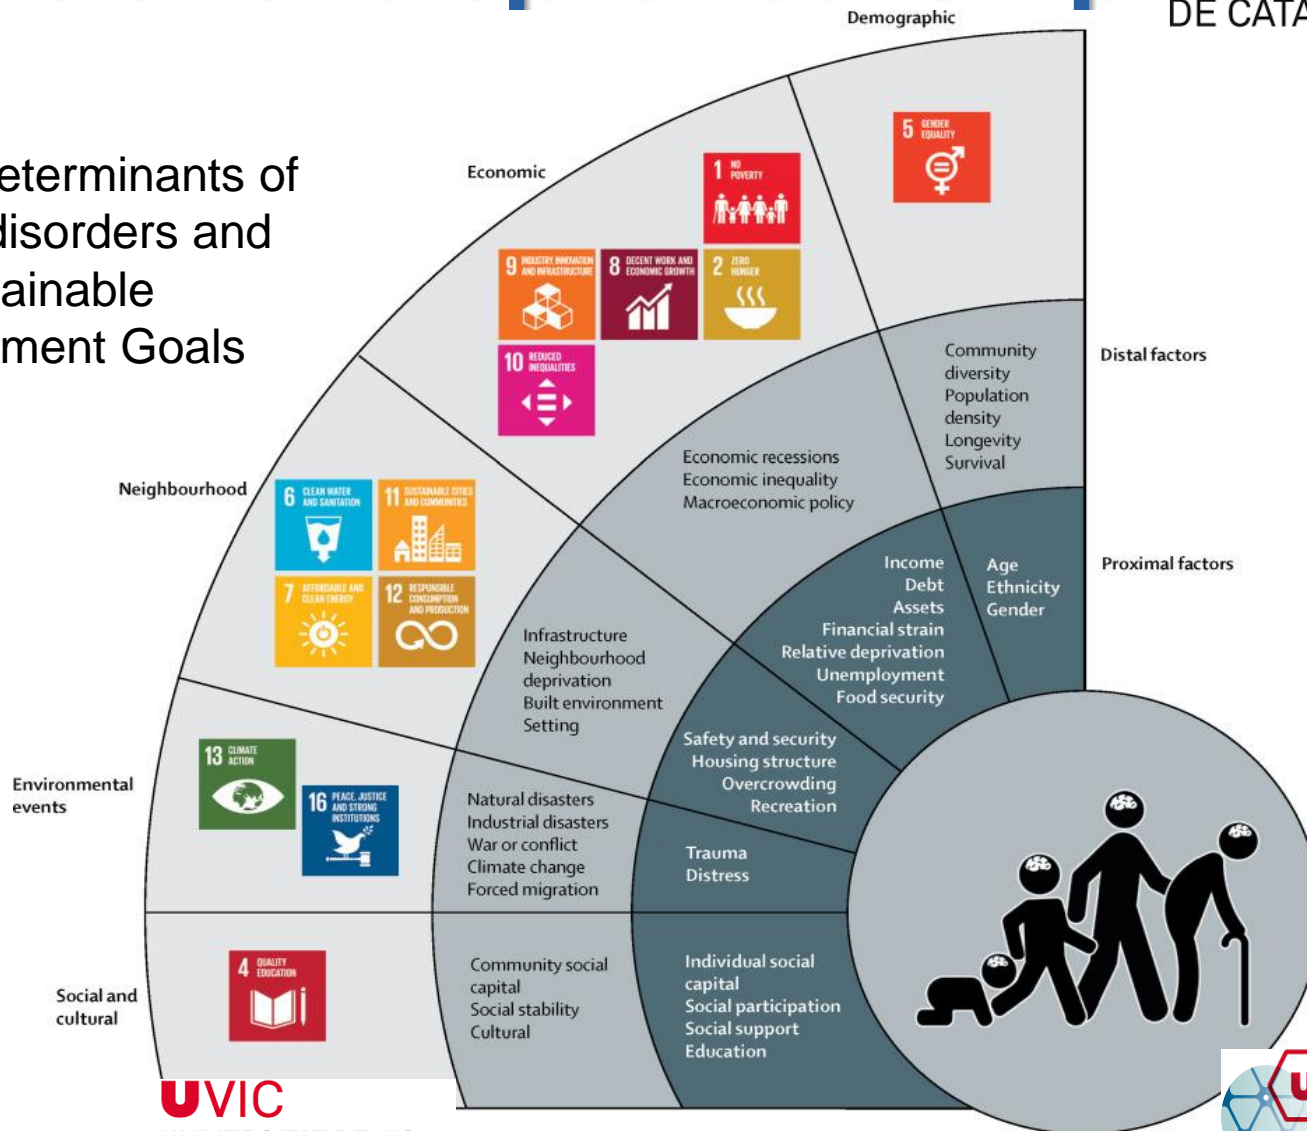 DE CATA
Demographic
eterminants of
disorders and
ainable
ment Goals
Economic
5 GENDER
EQUALITY
1 NO
POVERTY
9 INDUSTRY, INNOVATION
AND INFRASTRUCTURE
8 DECENT WORK AND
ECONOMIC GROWTH
2 ZERO
HUNGER
10 REDUCED
INEQUALITIES
Community
diversity
Population
density
Longevity
Survival
Distal factors
Economic recessions
Economic inequality
Macroeconomic policy
Neighbourhood
6 CLEAN WATER
AND SANITATION
11 SUSTAINABLE CITIES
AND COMMUNITIES
7 AFFORDABLE AND
CLEAN ENERGY
12 RESPONSIBLE
CONSUMPTION
AND PRODUCTION
Income
Debt
Assets
Financial strain
Relative deprivation
Unemployment
Food security
Age
Ethnicity
Gender
Proximal factors
Infrastructure
Neighbourhood
deprivation
Built environment
Setting
Safety and security
Housing structure
Overcrowding
Recreation
Environmental
events
13 CLIMATE
ACTION
16 PEACE, JUSTICE
AND STRONG
INSTITUTIONS
Natural disasters
Industrial disasters
War or conflict
Climate change
Forced migration
Trauma
Distress
Social and
cultural
4 QUALITY
EDUCATION
Community social
capital
Social stability
Cultural
Individual social
capital
Social participation
Social support
Education
UVIC
U